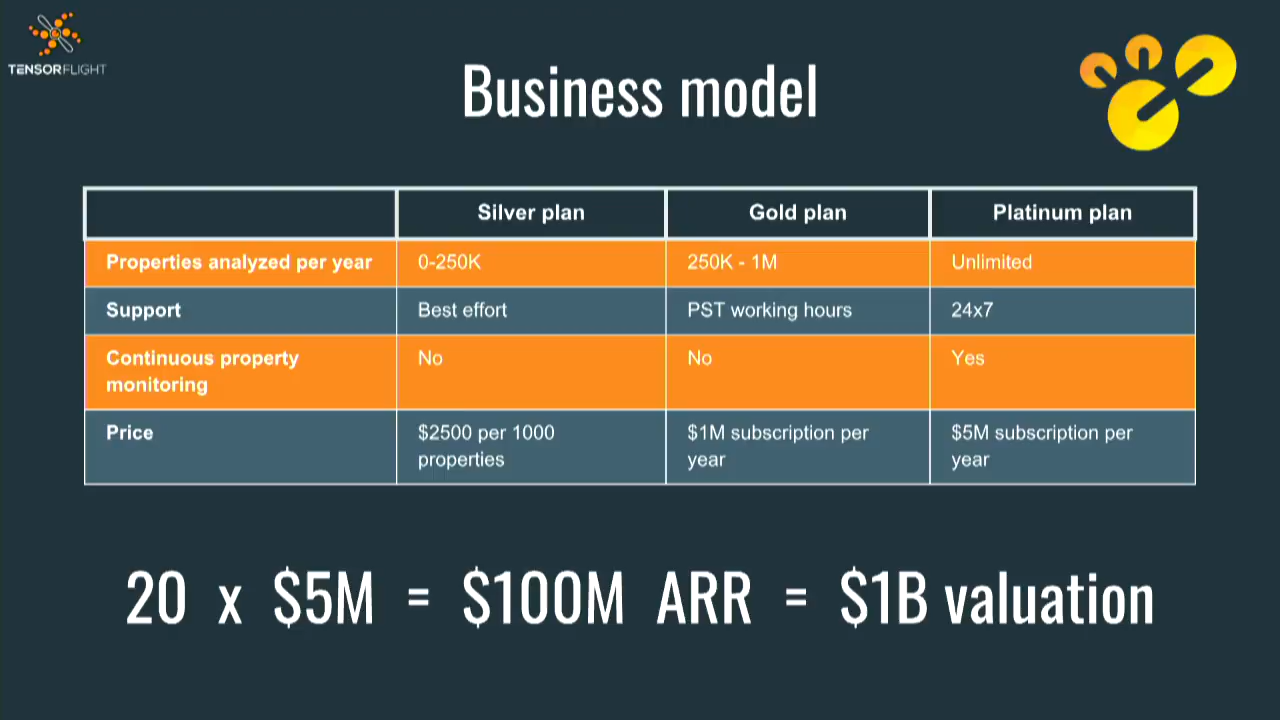 TENSORFLIGHT
Business model
Silver plan
Gold plan
Platinum plan
Properties analyzed per year
0-250K
250K - 1M
Unlimited
Support
Best effort
PST working hours
24x7
Continuous property
monitoring
No
No
Yes
Price
$2500 per 1000
properties
$1M subscription per
year
$5M subscription per
year
20 x $5M = $100M ARR = $1B valuation